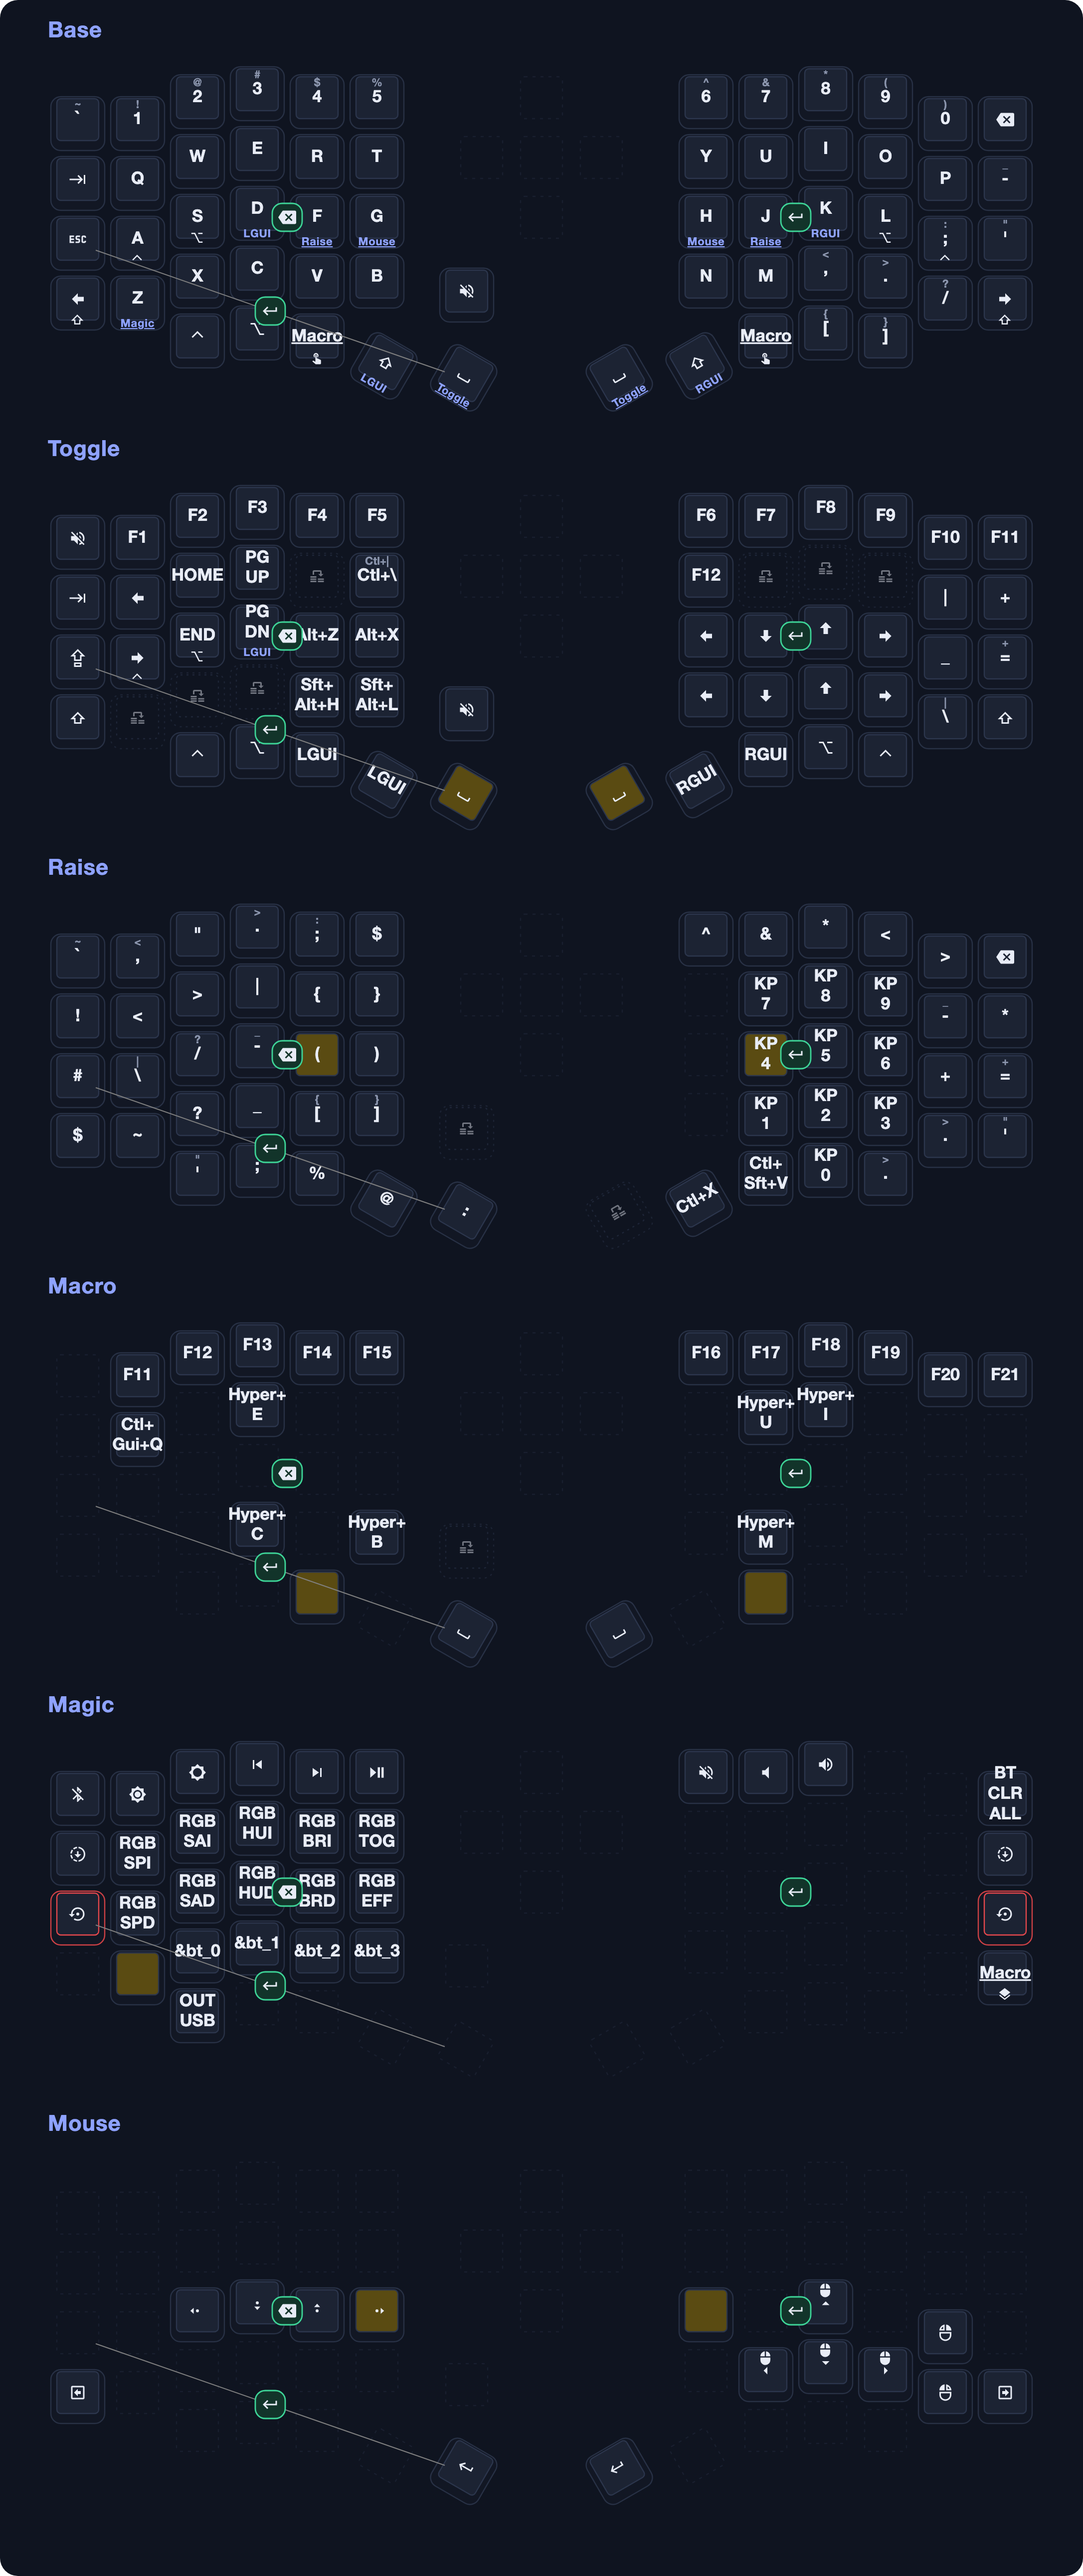 Base
~ `
! 1
@ 2
# 3
$ 4
% 5
^ 6
& 7
* 8
( 9
) 0
Q
W
E
R
T
Y
U
I
O
P
_ -
ESC
A
S
D
LGUI
F
Raise
G
Mouse
H
Mouse
J
Raise
K
RGUI
L
: ;
" '
Z
Magic
X
C
V
B
N
M
< ,
> .
? /
Macro
LGUI
Toggle
Toggle
RGUI
Macro
{ [
} ]
Toggle
F1
F2
F3
F4
F5
F6
F7
F8
F9
F10
F11
HOME
PG
UP
Ctl+|
Ctl+\
F12
|
+
END
PG
DN
LGUI
Alt+Z
Alt+X
_
+ =
Sft+
Alt+H
Sft+
Alt+L
| \
LGUI
LGUI
RGUI
RGUI
Raise
~ `
< ,
"
> .
: ;
$
^
&
*
<
>
!
<
>
|
{
}
KP
7
KP
8
KP
9
_ -
*
#
| \
? /
_ -
(
)
KP
4
KP
5
KP
6
+
+ =
$
~
?
_
{ [
} ]
KP
1
KP
2
KP
3
> .
" '
" '
;
%
@
:
Ctl+X
Ctl+
Sft+V
KP
0
> .
Macro
F11
F12
F13
F14
F15
F16
F17
F18
F19
F20
F21
Ctl+
Gui+Q
Hyper+
E
Hyper+
U
Hyper+
I
Hyper+
C
Hyper+
B
Hyper+
M
Magic
BT
CLR
ALL
RGB
SPI
RGB
SAI
RGB
HUI
RGB
BRI
RGB
TOG
RGB
SPD
RGB
SAD
RGB
HUD
RGB
BRD
RGB
EFF
&bt_0
&bt_1
&bt_2
&bt_3
Macro
OUT
USB
Mouse